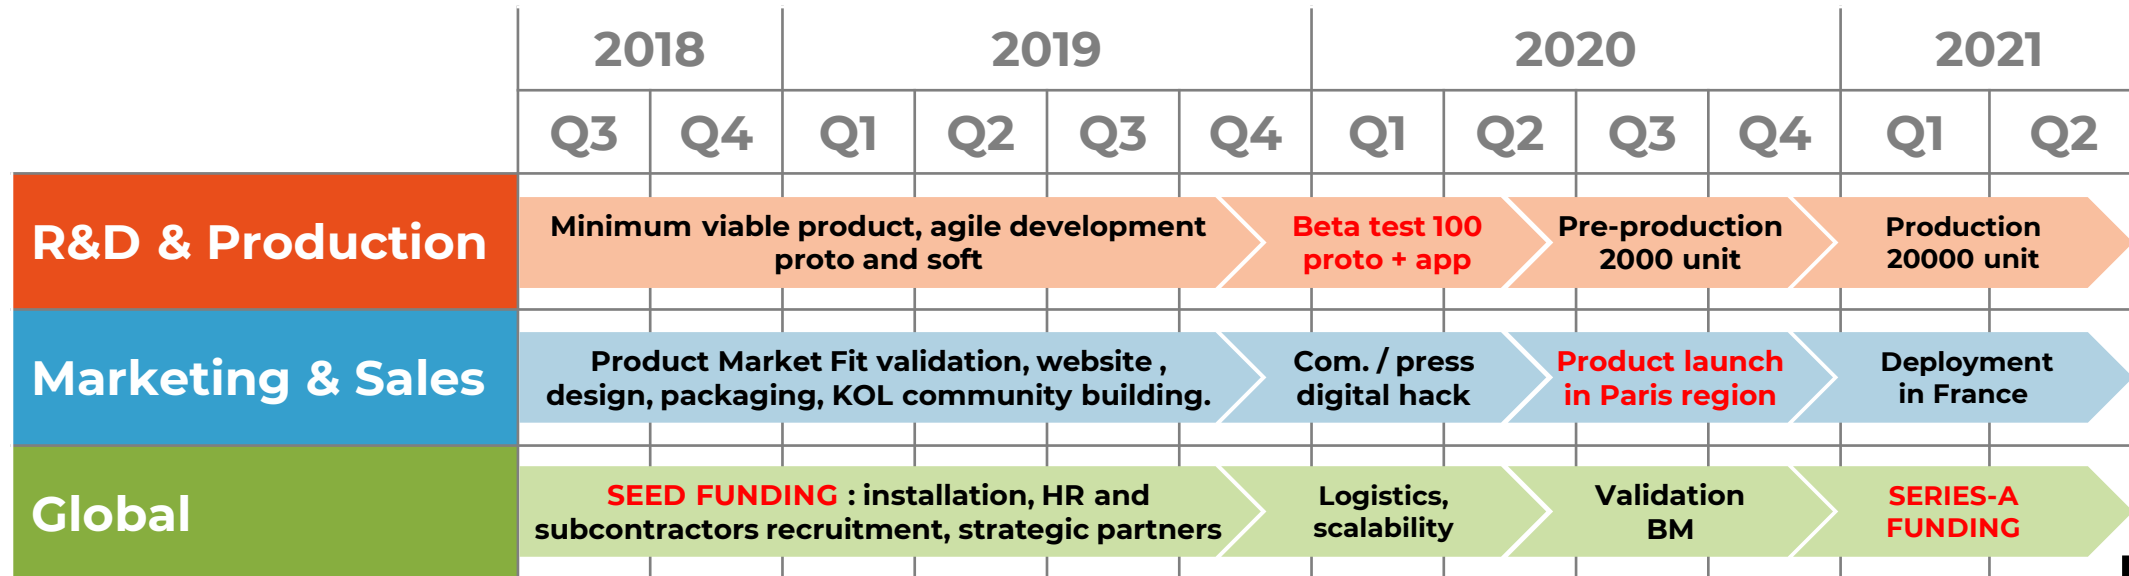 2018 2019 2020 2021
Q3 Q4 Q1 Q2 Q3 Q4 Q1 Q2 Q3 Q4 Q1 Q2
R&D & Production
Minimum viable product, agile development
proto and soft
Beta test 100
proto + app
Pre-production
2000 unit
Production
20000 unit
Marketing & Sales
Product Market Fit validation, website ,
design, packaging, KOL community building.
Com. / press
digital hack
Product launch
in Paris region
Deployment
in France
Global
SEED FUNDING : installation, HR and
subcontractors recruitment, strategic partners
Logistics,
scalability
Validation
BM
SERIES-A
FUNDING